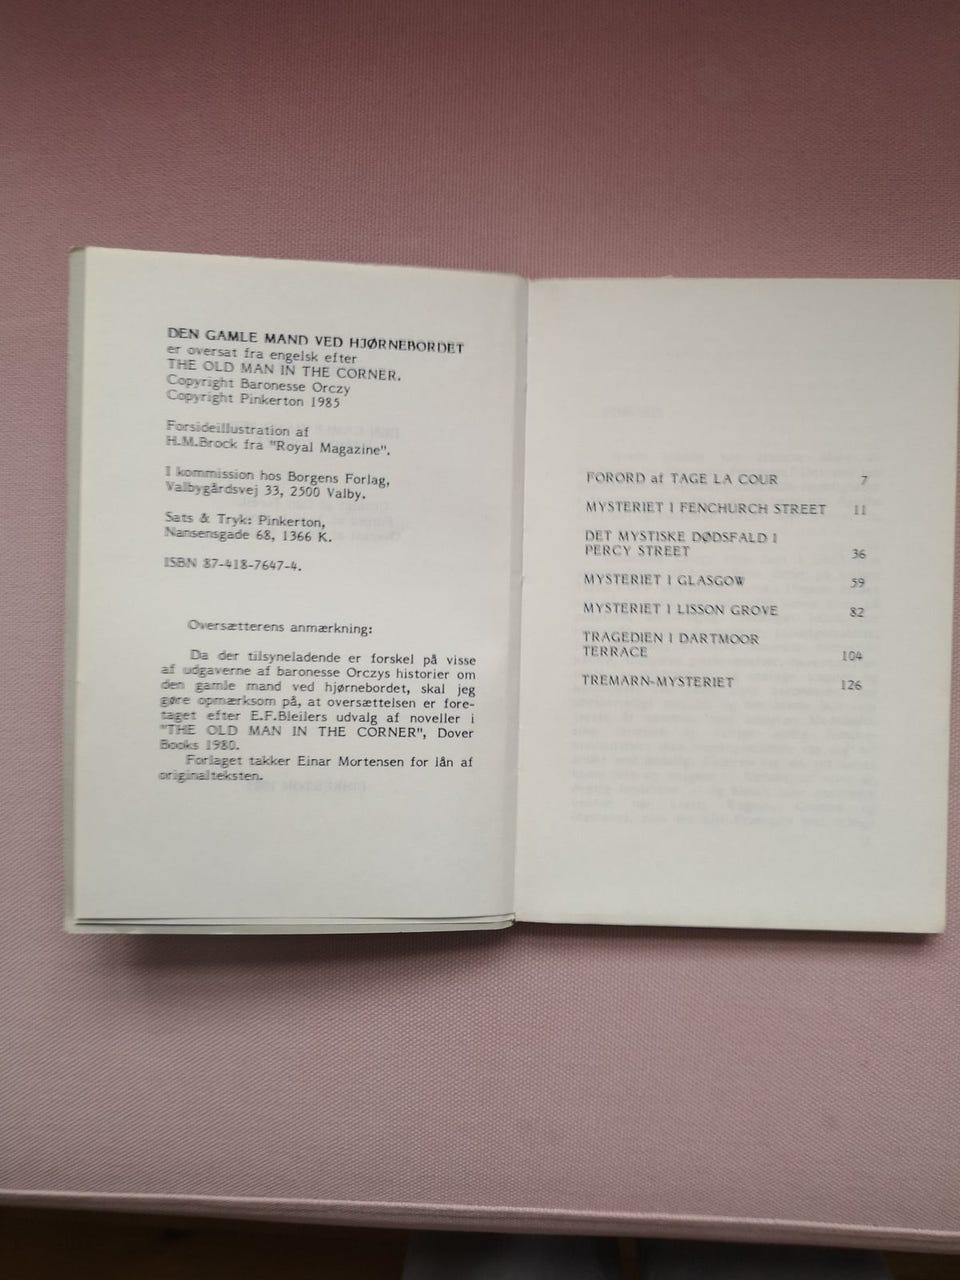 DEN GAMLE MAND VED HJØRNEBORDET
er oversat fra engelsk efter
THE OLD MAN IN THE CORNER.
Copyright Baronesse Orczy
Copyright Pinkerton 1985
Forsideillustration af
H.M.Brock fra "Royal Magazine".
I kommission hos Borgens Forlag,
Valbygårdsvej 33, 2500 Valby.
Sats & Tryk: Pinkerton,
Nansensgade 68, 1366 K.
ISBN 87-418-7647-4.
Oversætterens anmærkning:
Da der tilsyneladende er forskel på visse
af udgaverne af baronesse Orczys historier om
den gamle mand ved hjørnebordet, skal jeg
gøre opmærksom på, at oversættelsen er fore-
taget efter E.F.Bleilers udvalg af noveller i
"THE OLD MAN IN THE CORNER", Dover
Books 1980.
Forlaget takker Einar Mortensen for lån af
originalteksten.
FORORD af TAGE LA COUR 7
MYSTERIET I FENCHURCH STREET 11
DET MYSTISKE DØDSFALD I
PERCY STREET 36
MYSTERIET I GLASGOW 59
MYSTERIET I LISSON GROVE 82
TRAGEDIEN I DARTMOOR
TERRACE 104
TREMARN-MYSTERIET 126